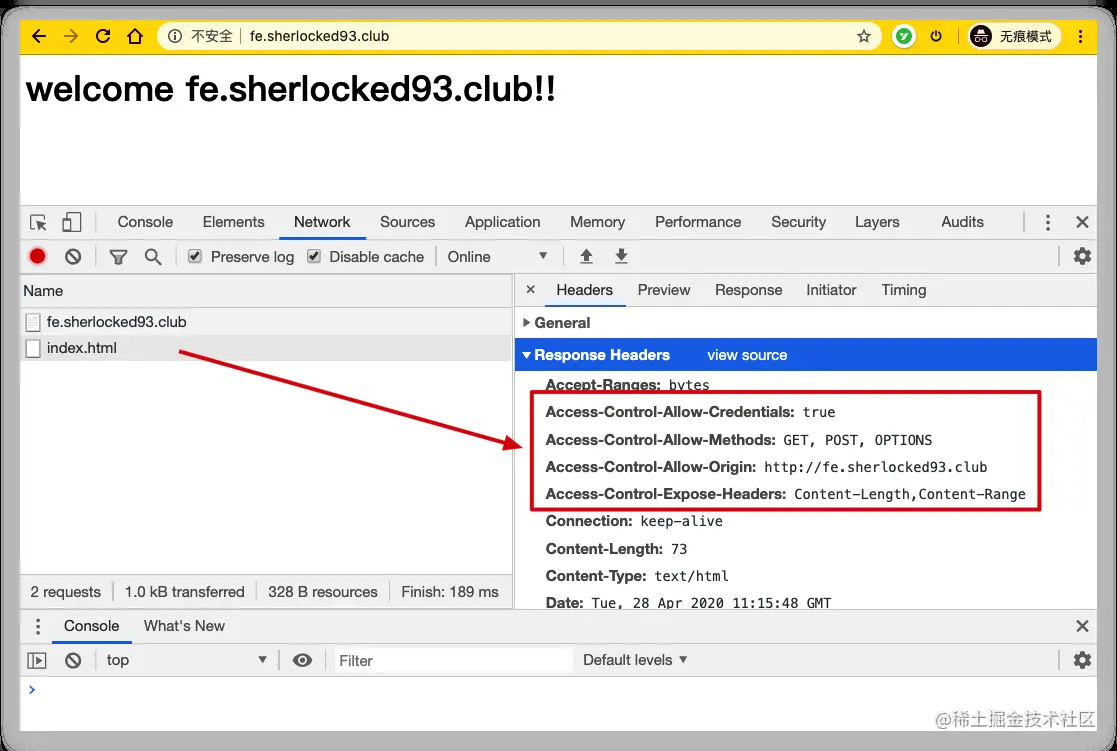 不安全 fe.sherlocked93.club 无痕模式
welcome fe.sherlocked93.club!!
Console Elements Network Sources Application Memory Performance Security Layers Audits
Preserve log Disable cache Online
Name
fe.sherlocked93.club
index.html
Headers Preview Response Initiator Timing
General
Response Headers view source
Accept-Ranges: bytes
Access-Control-Allow-Credentials: true
Access-Control-Allow-Methods: GET, POST, OPTIONS
Access-Control-Allow-Origin: http://fe.sherlocked93.club
Access-Control-Expose-Headers: Content-Length,Content-Range
Connection: keep-alive
Content-Length: 73
Content-Type: text/html
Date: Tue, 28 Apr 2020 11:15:48 GMT
2 requests 1.0 kB transferred 328 B resources Finish: 189 ms
Console What's New
top Filter Default levels
@稀土掘金技术社区